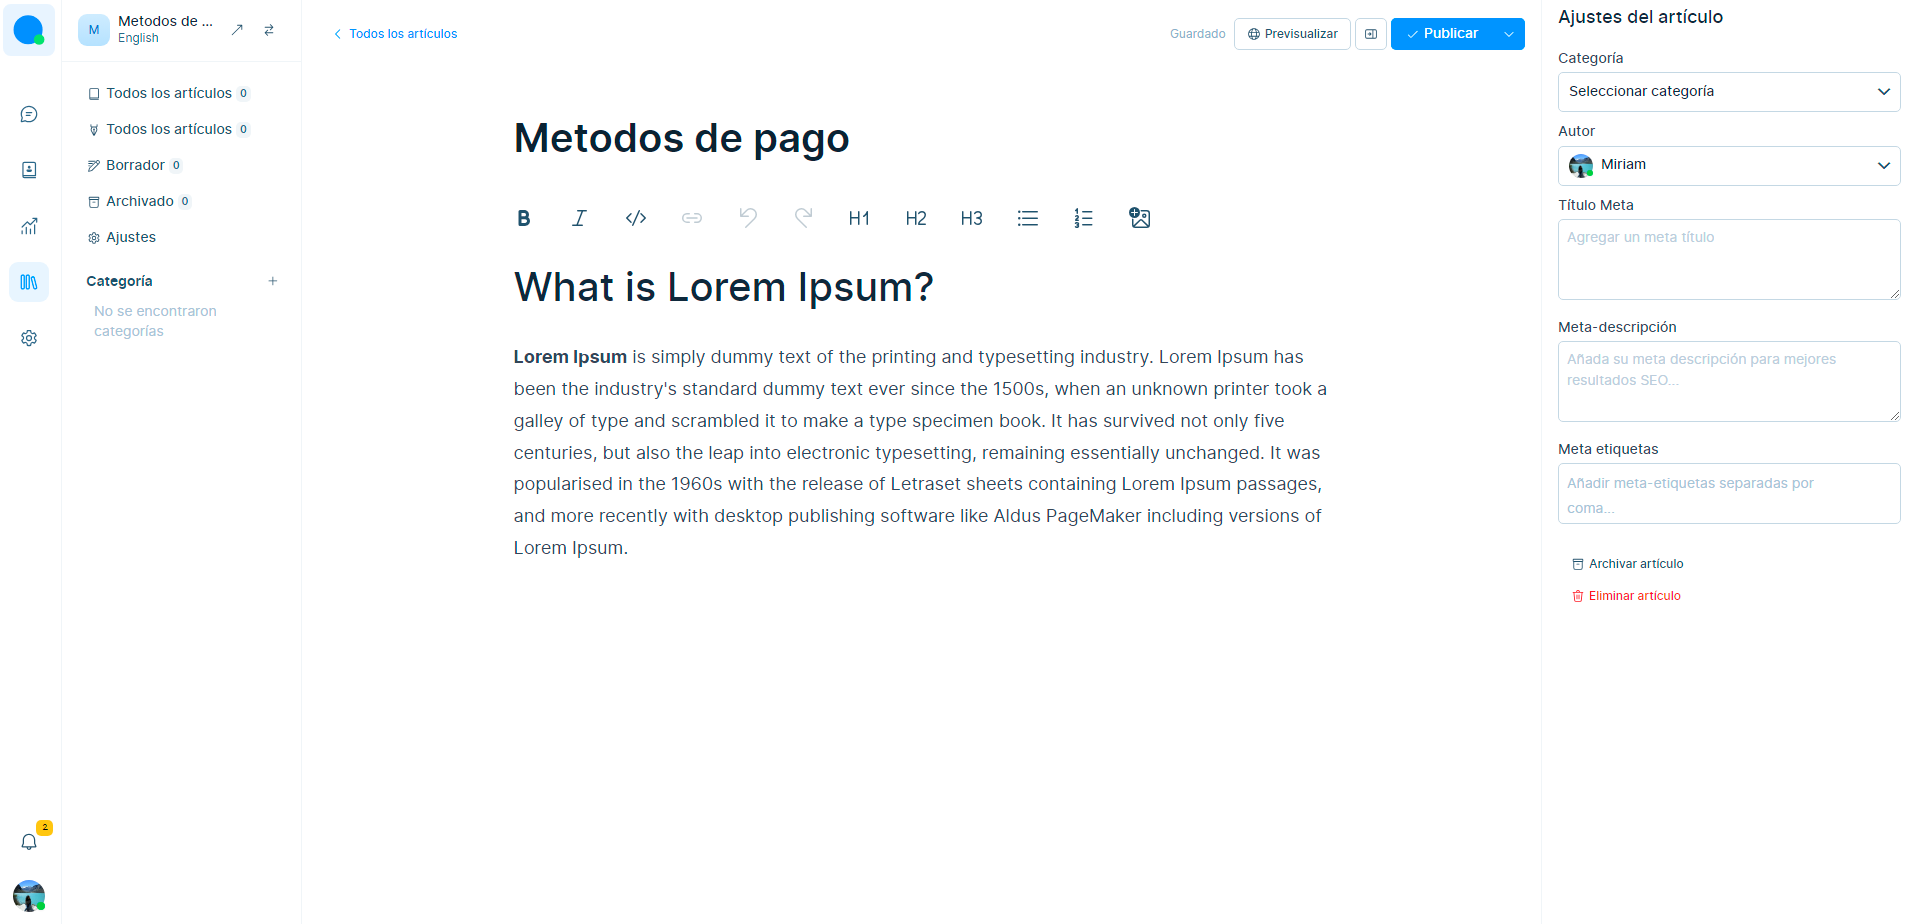 M
Metodos de ...
English
Todos los artículos 0
Todos los artículos 0
Borrador 0
Archivado 0
Ajustes
Categoría
No se encontraron
categorías
2
Todos los artículos
Guardado
Previsualizar
Publicar
Metodos de pago
B I </> H1 H2 H3
What is Lorem Ipsum?
Lorem Ipsum is simply dummy text of the printing and typesetting industry. Lorem Ipsum has
been the industry's standard dummy text ever since the 1500s, when an unknown printer took a
galley of type and scrambled it to make a type specimen book. It has survived not only five
centuries, but also the leap into electronic typesetting, remaining essentially unchanged. It was
popularised in the 1960s with the release of Letraset sheets containing Lorem Ipsum passages,
and more recently with desktop publishing software like Aldus PageMaker including versions of
Lorem Ipsum.
Ajustes del artículo
Categoría
Seleccionar categoría
Autor
Miriam
Título Meta
Agregar un meta título
Meta-descripción
Añada su meta descripción para mejores
resultados SEO...
Meta etiquetas
Añadir meta-etiquetas separadas por
coma...
Archivar artículo
Eliminar artículo